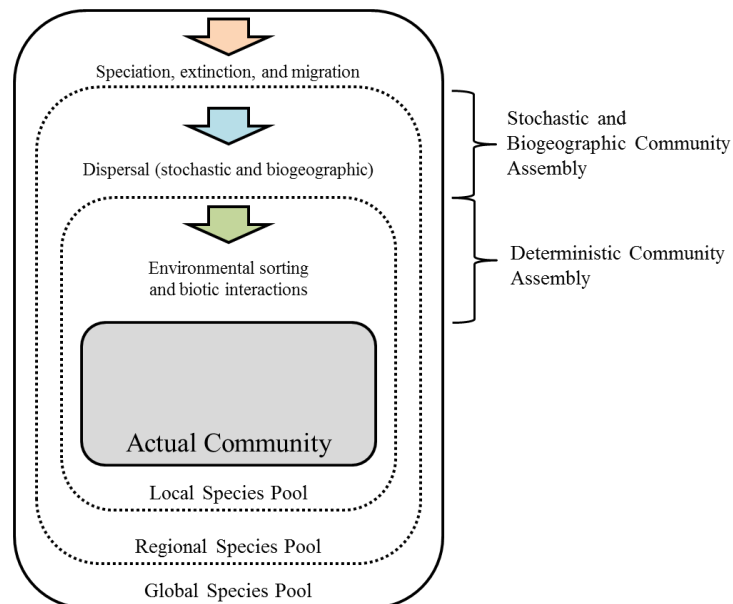 Speciation, extinction, and migration
Dispersal (stochastic and biogeographic)
Environmental sorting
and biotic interactions
Actual Community
Local Species Pool
Regional Species Pool
Global Species Pool
Stochastic and
Biogeographic Community
Assembly
Deterministic Community
Assembly